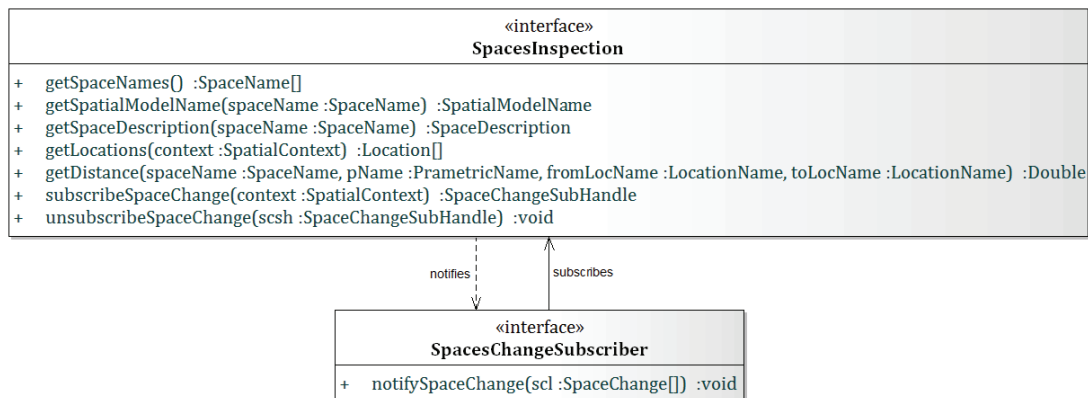 «interface»
SpacesInspection
+ getSpaceNames() :SpaceName[]
+ getSpatialModelName(spaceName :SpaceName) :SpatialModelName
+ getSpaceDescription(spaceName :SpaceName) :SpaceDescription
+ getLocations(context :SpatialContext) :Location[]
+ getDistance(spaceName :SpaceName, pName :PrametricName, fromLocName :LocationName, toLocName :LocationName) :Double
+ subscribeSpaceChange(context :SpatialContext) :SpaceChangeSubHandle
+ unsubscribeSpaceChange(scsh :SpaceChangeSubHandle) :void
notifies subscribes
«interface»
SpacesChangeSubscriber
+ notifySpaceChange(scl :SpaceChange[]) :void